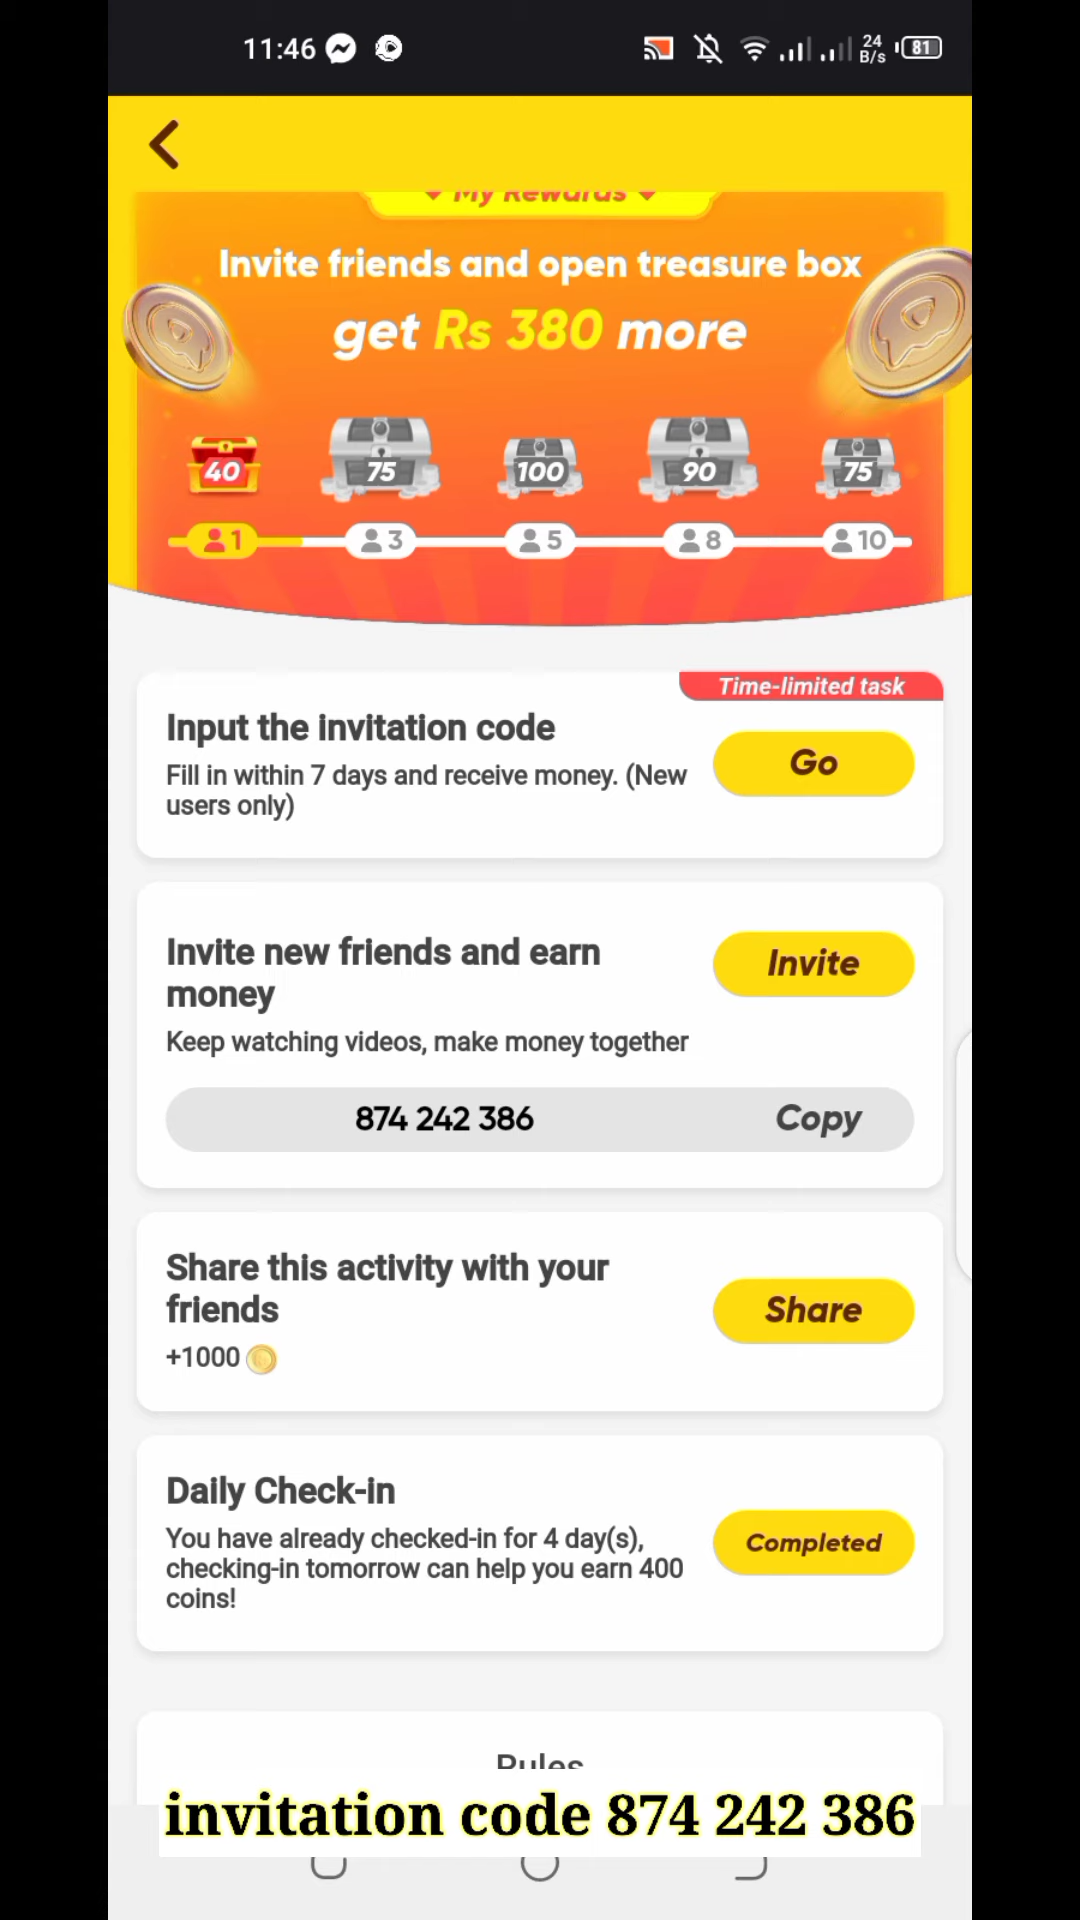 11:46
24
B/s
81
My Rewards
Invite friends and open treasure box
get Rs 380 more
40 75 100 90 75
1 3 5 8 10
Time-limited task
Input the invitation code
Fill in within 7 days and receive money. (New
users only)
Go
Invite new friends and earn
money
Invite
Keep watching videos, make money together
874 242 386 Copy
Share this activity with your
friends
+1000
Share
Daily Check-in
You have already checked-in for 4 day(s),
checking-in tomorrow can help you earn 400
coins!
Completed
Rules
invitation code 874 242 386